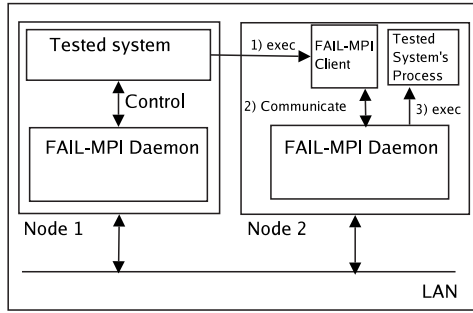 Tested system
1) exec
FAIL-MPI
Client
Tested
System's
Process
Control
2) Communicate
3) exec
FAIL-MPI Daemon
FAIL-MPI Daemon
Node 1
Node 2
LAN